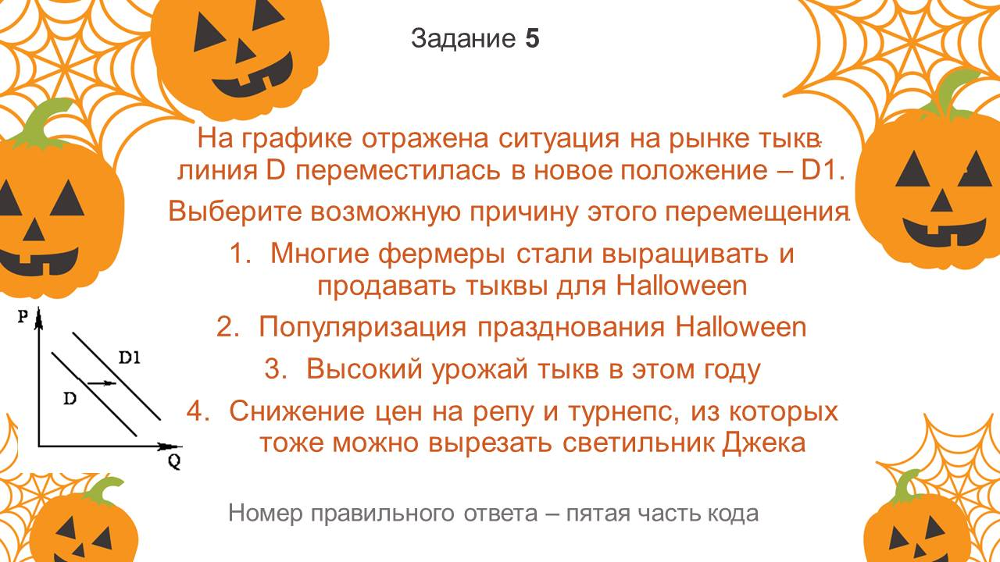 Задание 5
На графике отражена ситуация на рынке тыкв:
линия D переместилась в новое положение – D1.
Выберите возможную причину этого перемещения.
1. Многие фермеры стали выращивать и
продавать тыквы для Halloween
2. Популяризация празднования Halloween
3. Высокий урожай тыкв в этом году
4. Снижение цен на репу и турнепс, из которых
тоже можно вырезать светильник Джека
P
D1
D
Q
Номер правильного ответа – пятая часть кода